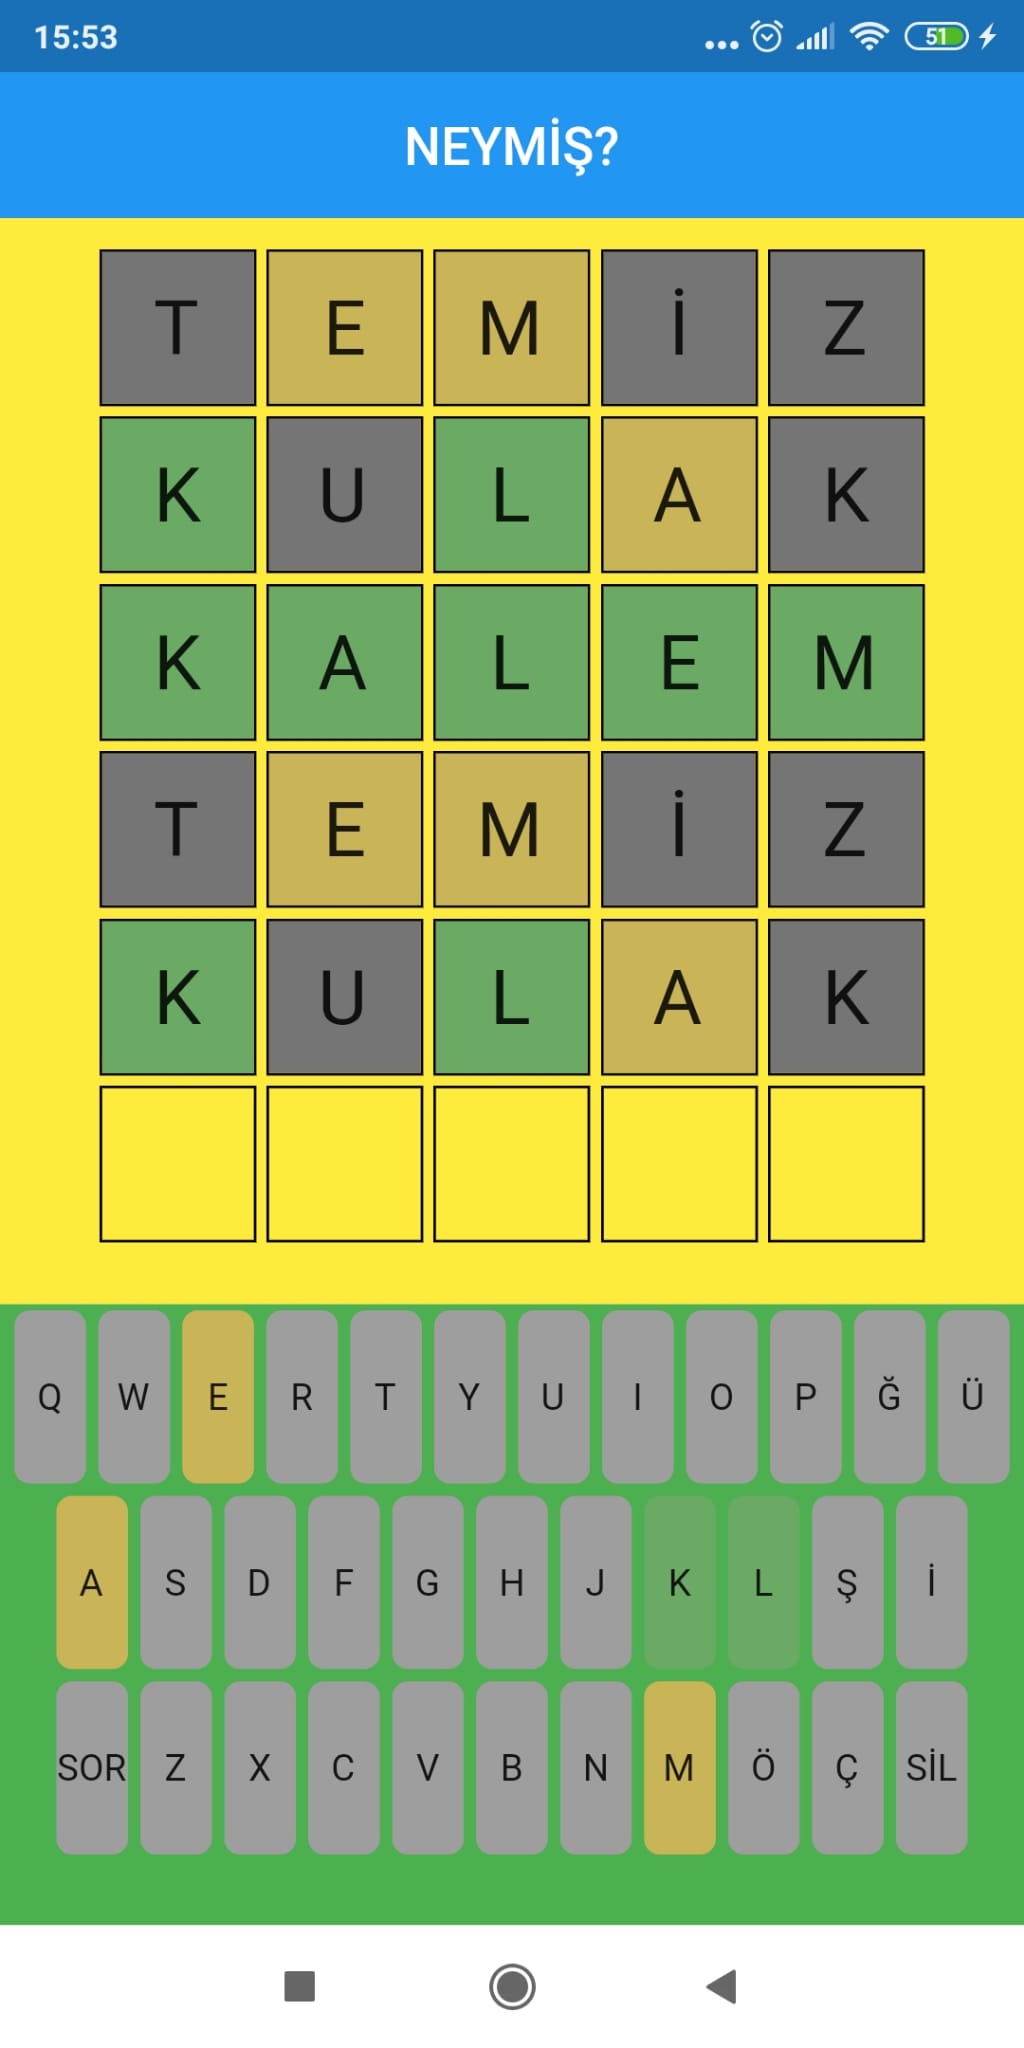 15:53
51
NEYMİŞ?
T E M İ Z
K U L A K
K A L E M
T E M İ Z
K U L A K
Q W E R T Y U I O P Ğ Ü
A S D F G H J K L Ş İ
SOR Z X C V B N M Ö Ç SİL